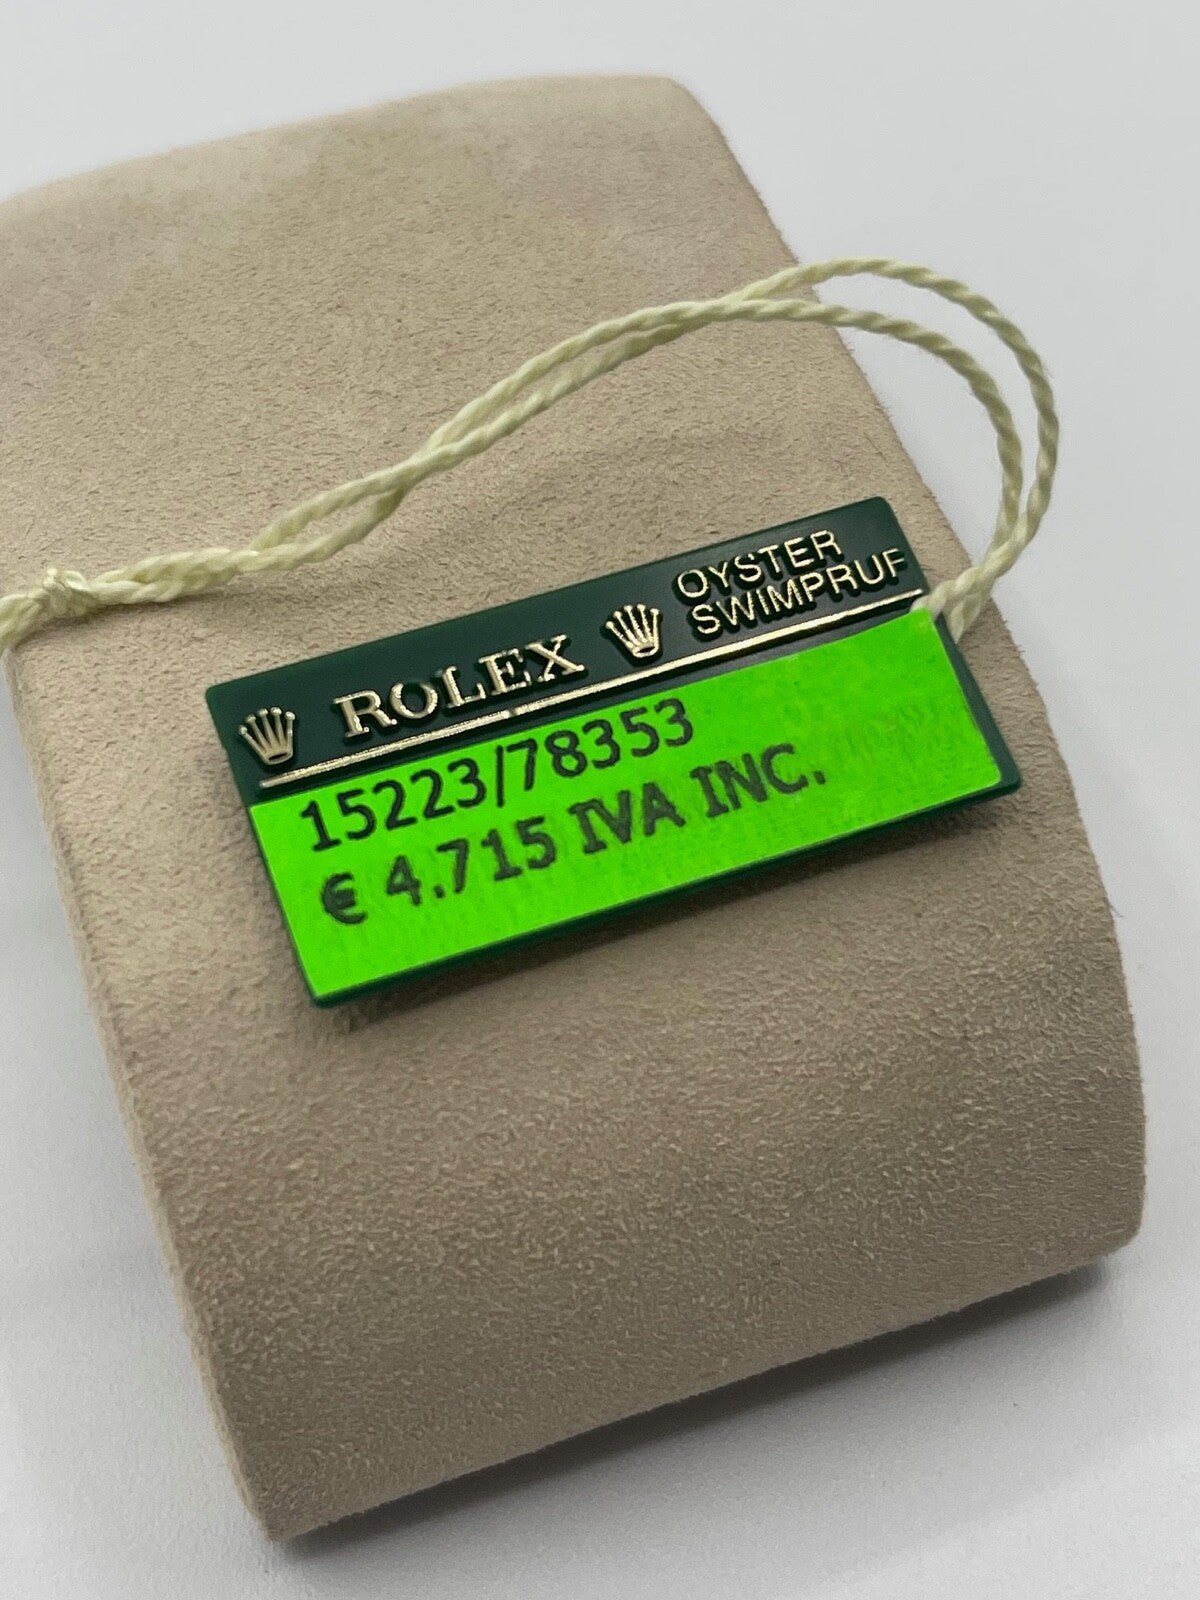 ROLEX OYSTER
SWIMPRUF
15223/78353
€ 4.715 IVA INC.